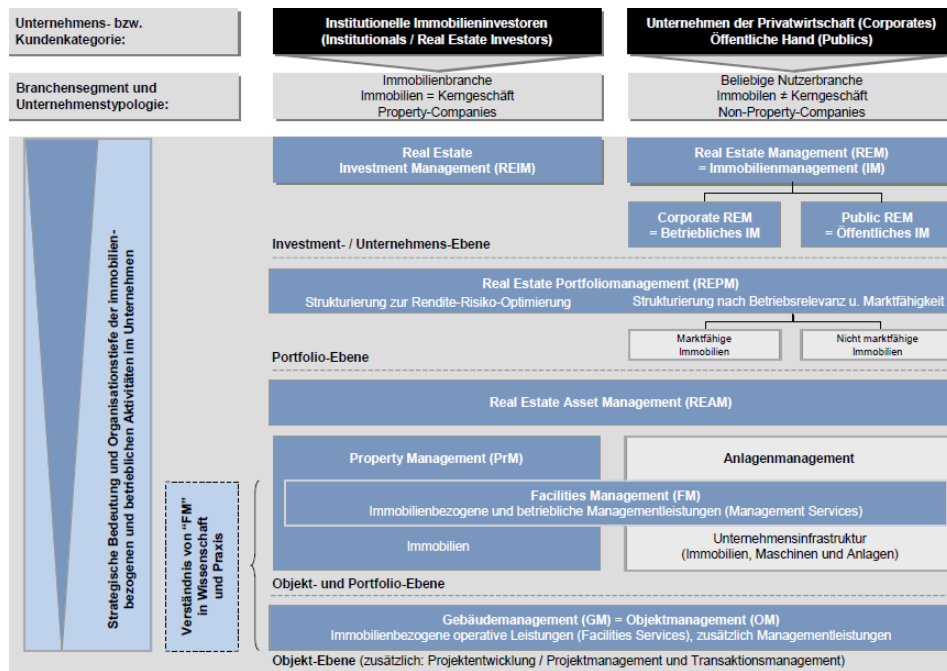 Unternehmens- bzw.
Kundenkategorie:
Institutionelle Immobilieninvestoren
(Institutionals / Real Estate Investors)
Unternehmen der Privatwirtschaft (Corporates)
Öffentliche Hand (Publics)
Branchensegment und
Unternehmenstypologie:
Immobilienbranche
Immobilien = Kerngeschäft
Property-Companies
Beliebige Nutzerbranche
Immobilen ≠ Kerngeschäft
Non-Property-Companies
Strategische Bedeutung und Organisationstiefe der immobilien-
bezogenen und betrieblichen Aktivitäten im Unternehmen
Real Estate
Investment Management (REIM)
Real Estate Management (REM)
= Immobilienmanagement (IM)
Corporate REM
= Betriebliches IM
Public REM
= Öffentliches IM
Investment- / Unternehmens-Ebene
Real Estate Portfoliomanagement (REPM)
Strukturierung zur Rendite-Risiko-Optimierung
Strukturierung nach Betriebsrelevanz u. Marktfähigkeit
Marktfähige
Immobilien
Nicht marktfähige
Immobilien
Portfolio-Ebene
Real Estate Asset Management (REAM)
Property Management (PrM)
Anlagenmanagement
Verständnis von "FM"
in Wissenschaft
und Praxis
Facilities Management (FM)
Immobilienbezogene und betriebliche Managementleistungen (Management Services)
Immobilien
Unternehmensinfrastruktur
(Immobilien, Maschinen und Anlagen)
Objekt- und Portfolio-Ebene
Gebäudemanagement (GM) = Objektmanagement (OM)
Immobilienbezogene operative Leistungen (Facilities Services), zusätzlich Managementleistungen
Objekt-Ebene (zusätzlich: Projektentwicklung / Projektmanagement und Transaktionsmanagement)